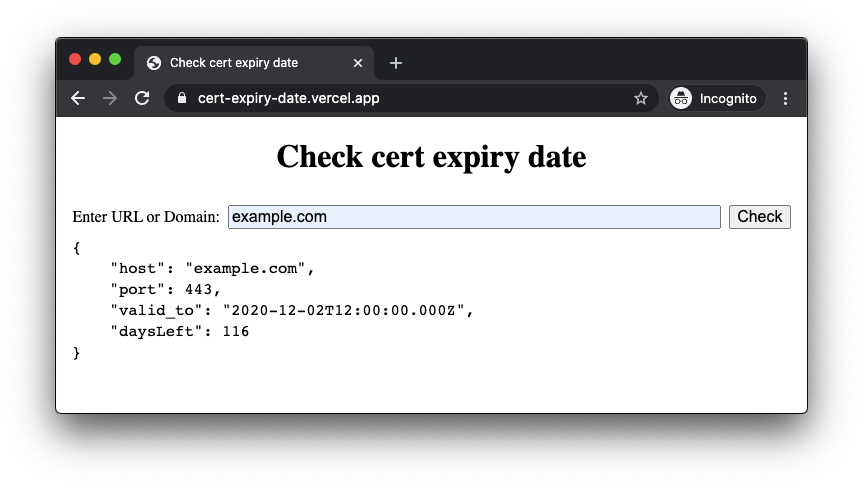 Check cert expiry date
cert-expiry-date.vercel.app
Incognito
Check cert expiry date
Enter URL or Domain: example.com Check
{
    "host": "example.com",
    "port": 443,
    "valid_to": "2020-12-02T12:00:00.000Z",
    "daysLeft": 116
}